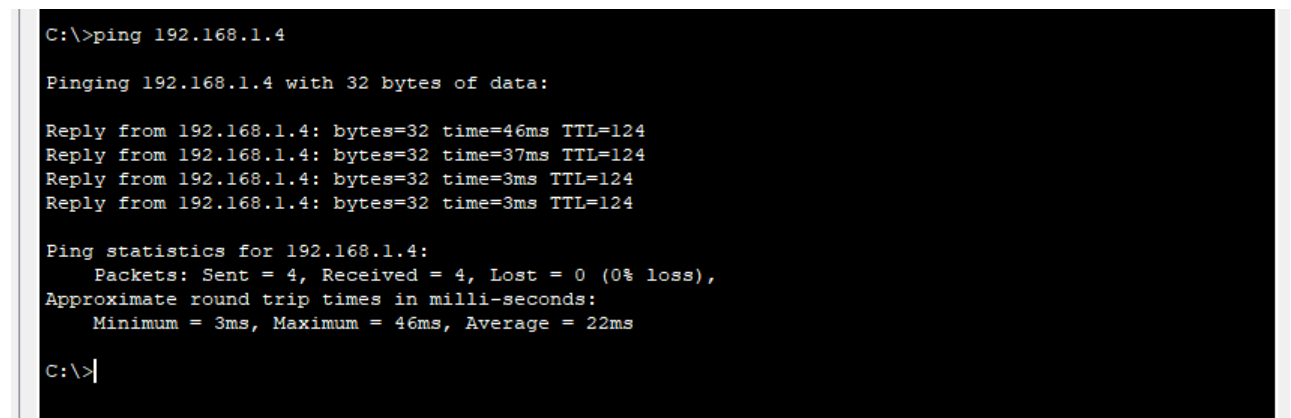 C:\>ping 192.168.1.4
Pinging 192.168.1.4 with 32 bytes of data:
Reply from 192.168.1.4: bytes=32 time=46ms TTL=124
Reply from 192.168.1.4: bytes=32 time=37ms TTL=124
Reply from 192.168.1.4: bytes=32 time=3ms TTL=124
Reply from 192.168.1.4: bytes=32 time=3ms TTL=124
Ping statistics for 192.168.1.4:
    Packets: Sent = 4, Received = 4, Lost = 0 (0% loss),
Approximate round trip times in milli-seconds:
    Minimum = 3ms, Maximum = 46ms, Average = 22ms
C:\>